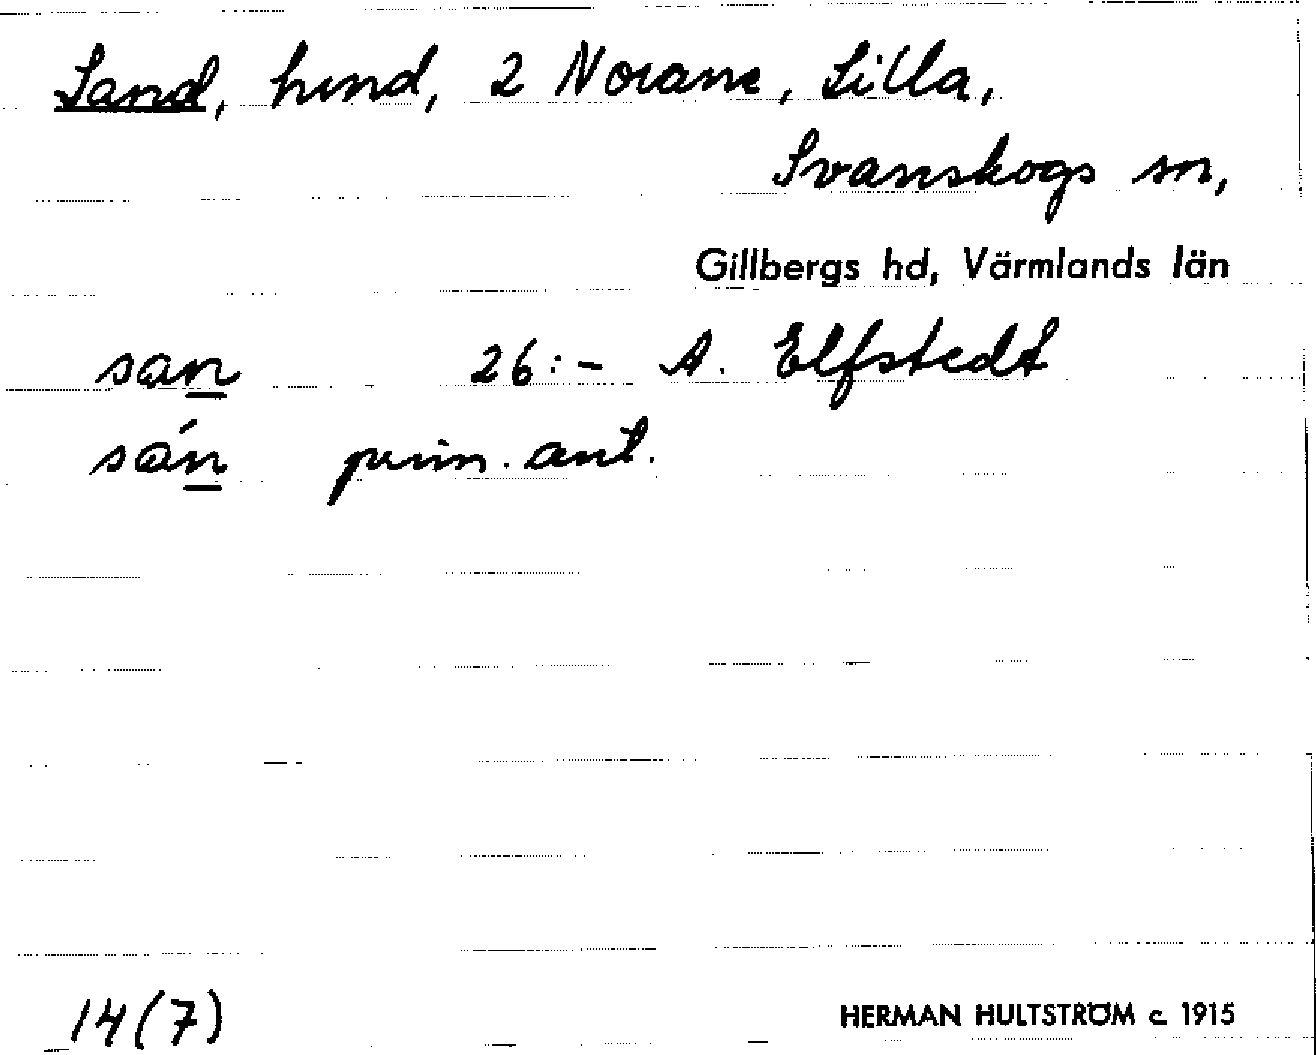 Sand, hmnd, 2 Norane, Lilla,
Svanskogs sn,
Gillbergs hd, Värmlands län
san 26:- A. Elfstedt
sán prim. ant.
14(7)
HERMAN HULTSTRÖM c. 1915